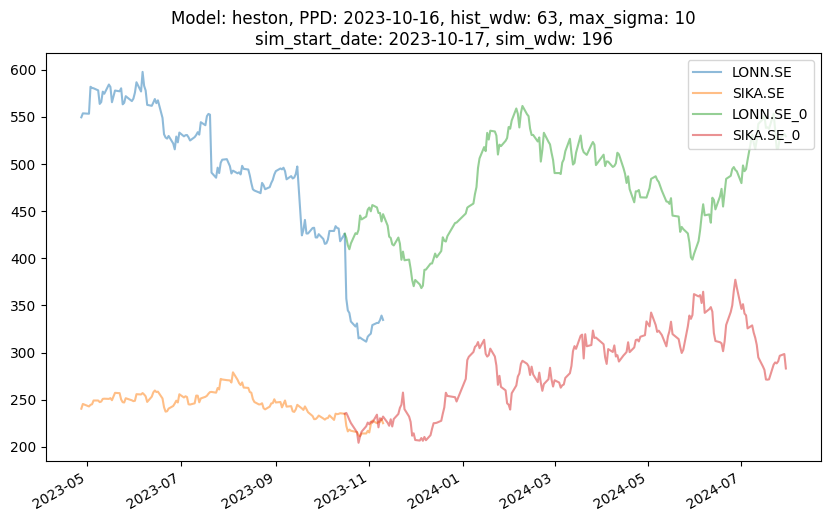 Model: heston, PPD: 2023-10-16, hist_wdw: 63, max_sigma: 10
sim_start_date: 2023-10-17, sim_wdw: 196
LONN.SE
SIKA.SE
LONN.SE_0
SIKA.SE_0
600
550
500
450
400
350
300
250
200
2023-05
2023-07
2023-09
2023-11
2024-01
2024-03
2024-05
2024-07